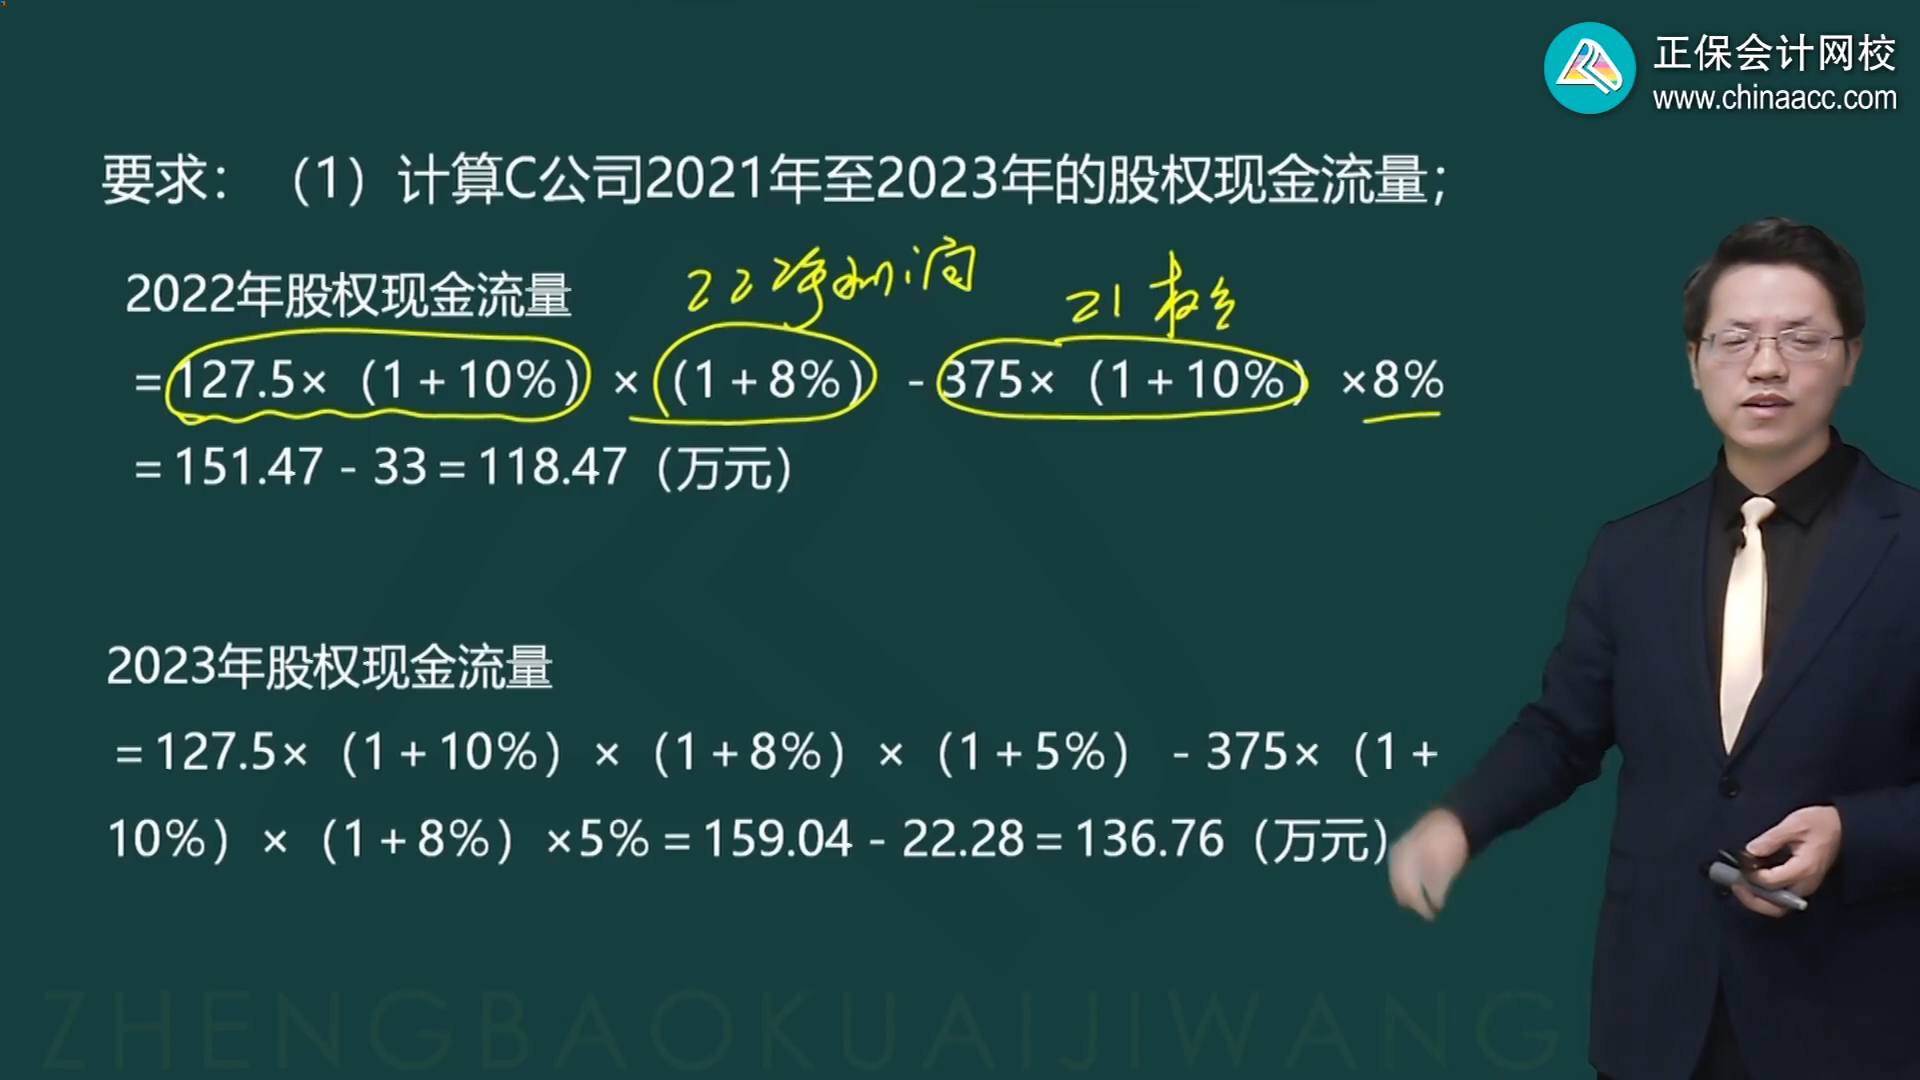 正保会计网校
www.chinaacc.com
要求：（1）计算C公司2021年至2023年的股权现金流量；
22净利润
21权益
2022年股权现金流量
=127.5×（1+10%）×（1+8%）-375×（1+10%）×8%
=151.47-33=118.47（万元）
2023年股权现金流量
=127.5×（1+10%）×（1+8%）×（1+5%）-375×（1+
10%）×（1+8%）×5%=159.04-22.28=136.76（万元）
ZHENGBAOKUAIJIWANG